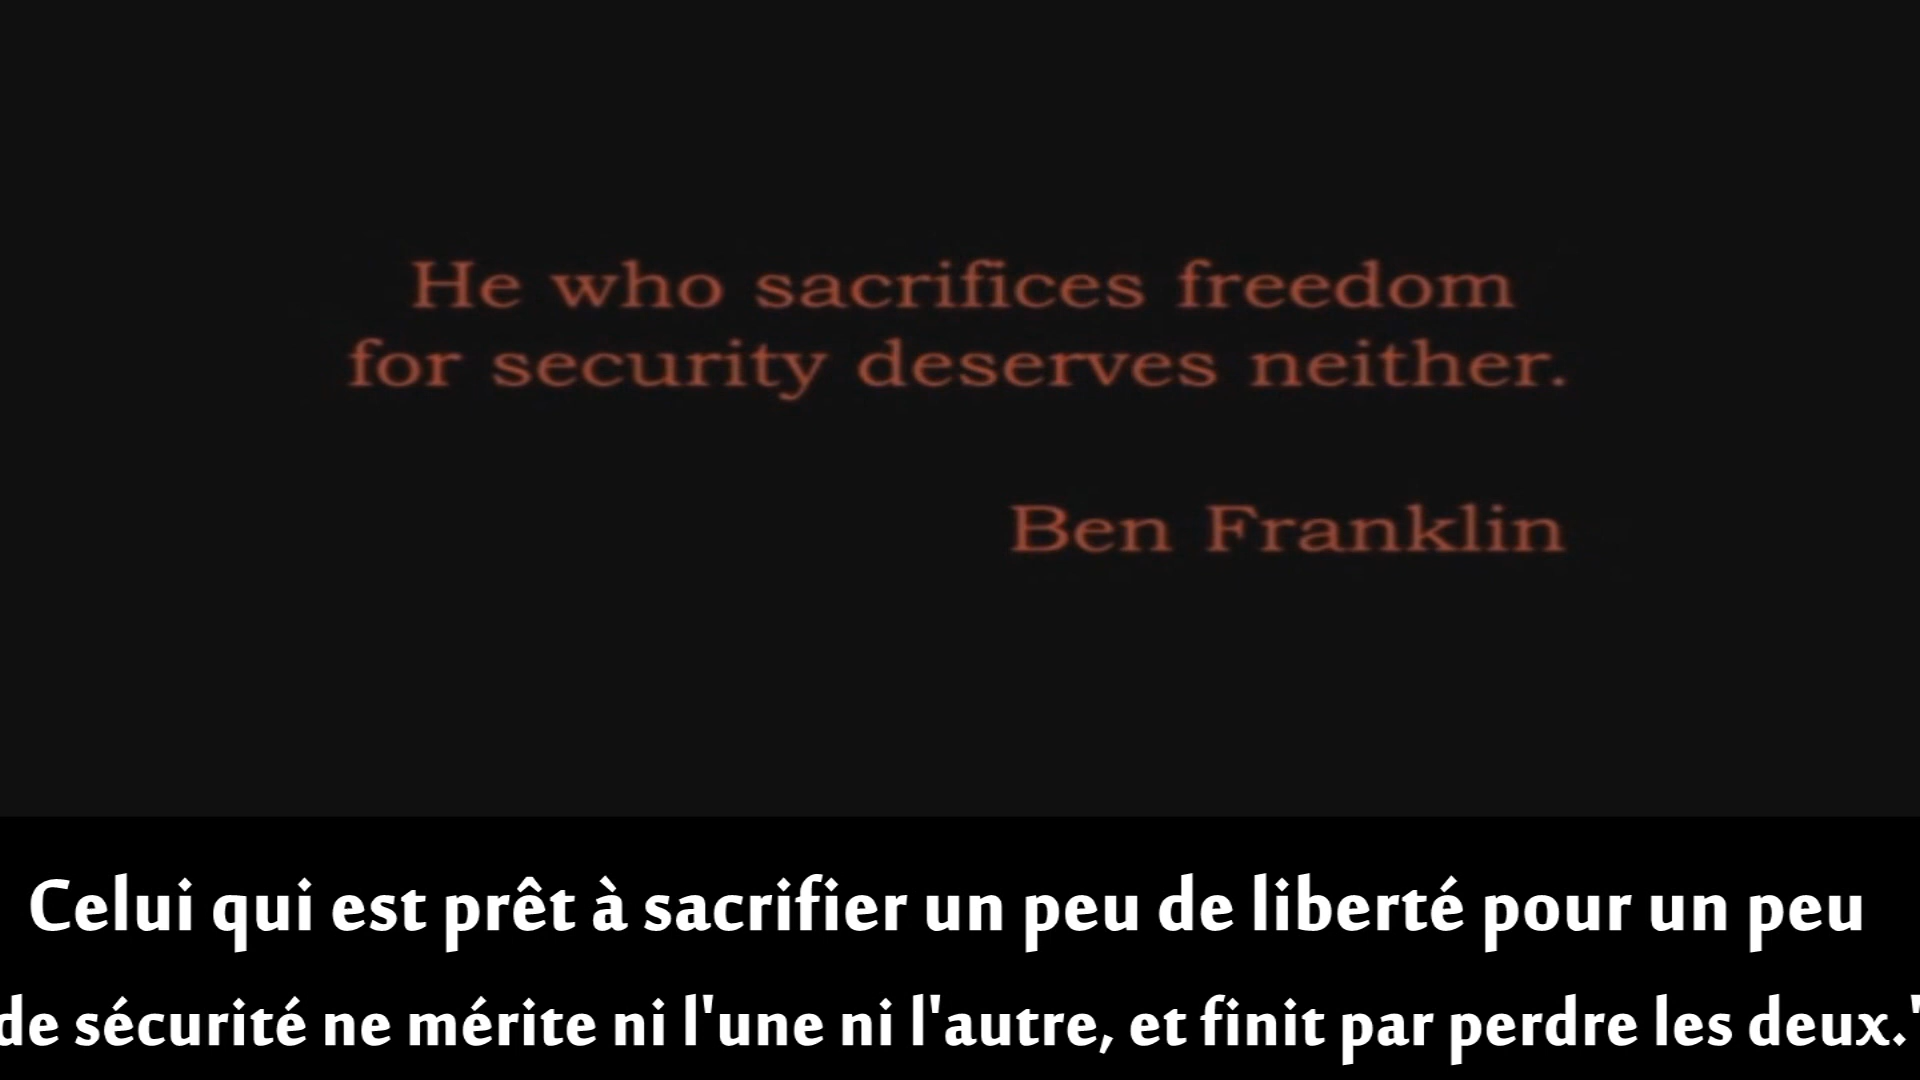 He who sacrifices freedom
for security deserves neither.
Ben Franklin
Celui qui est prêt à sacrifier un peu de liberté pour un peu
de sécurité ne mérite ni l'une ni l'autre, et finit par perdre les deux."